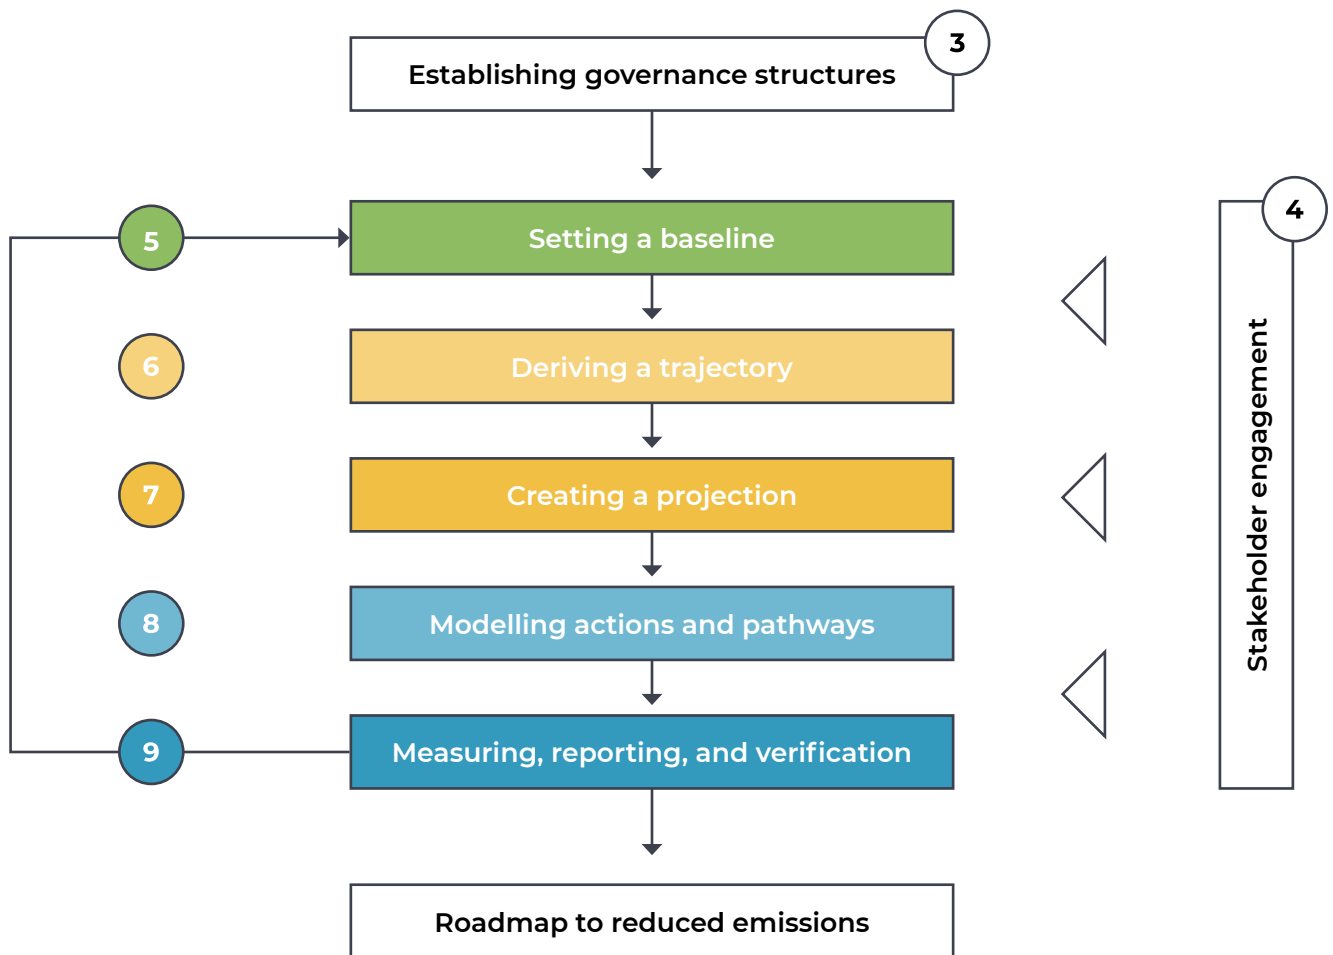 3
Establishing governance structures
4
5
Setting a baseline
6
Deriving a trajectory
7
Creating a projection
Stakeholder engagement
8
Modelling actions and pathways
9
Measuring, reporting, and verification
Roadmap to reduced emissions